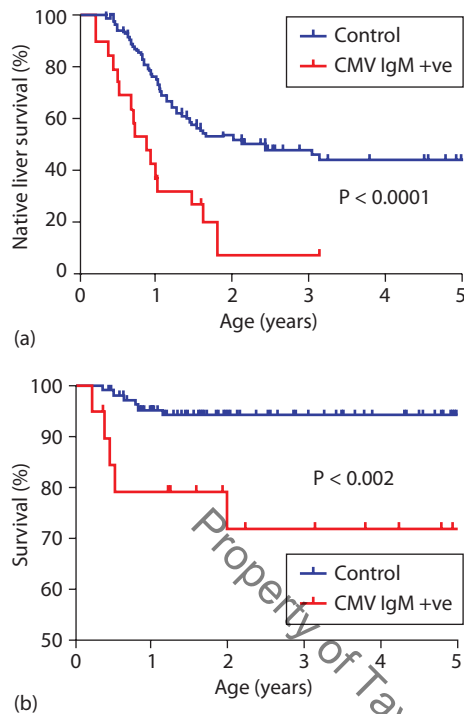 100
80
60
40
20
0
Native liver survival (%)
Control
CMV IgM +ve
P < 0.0001
0 1 2 3 4 5
Age (years)
(a)
100
90
80
70
60
50
Survival (%)
P < 0.002
Control
CMV IgM +ve
0 1 2 3 4 5
Age (years)
(b)
Property of Tay